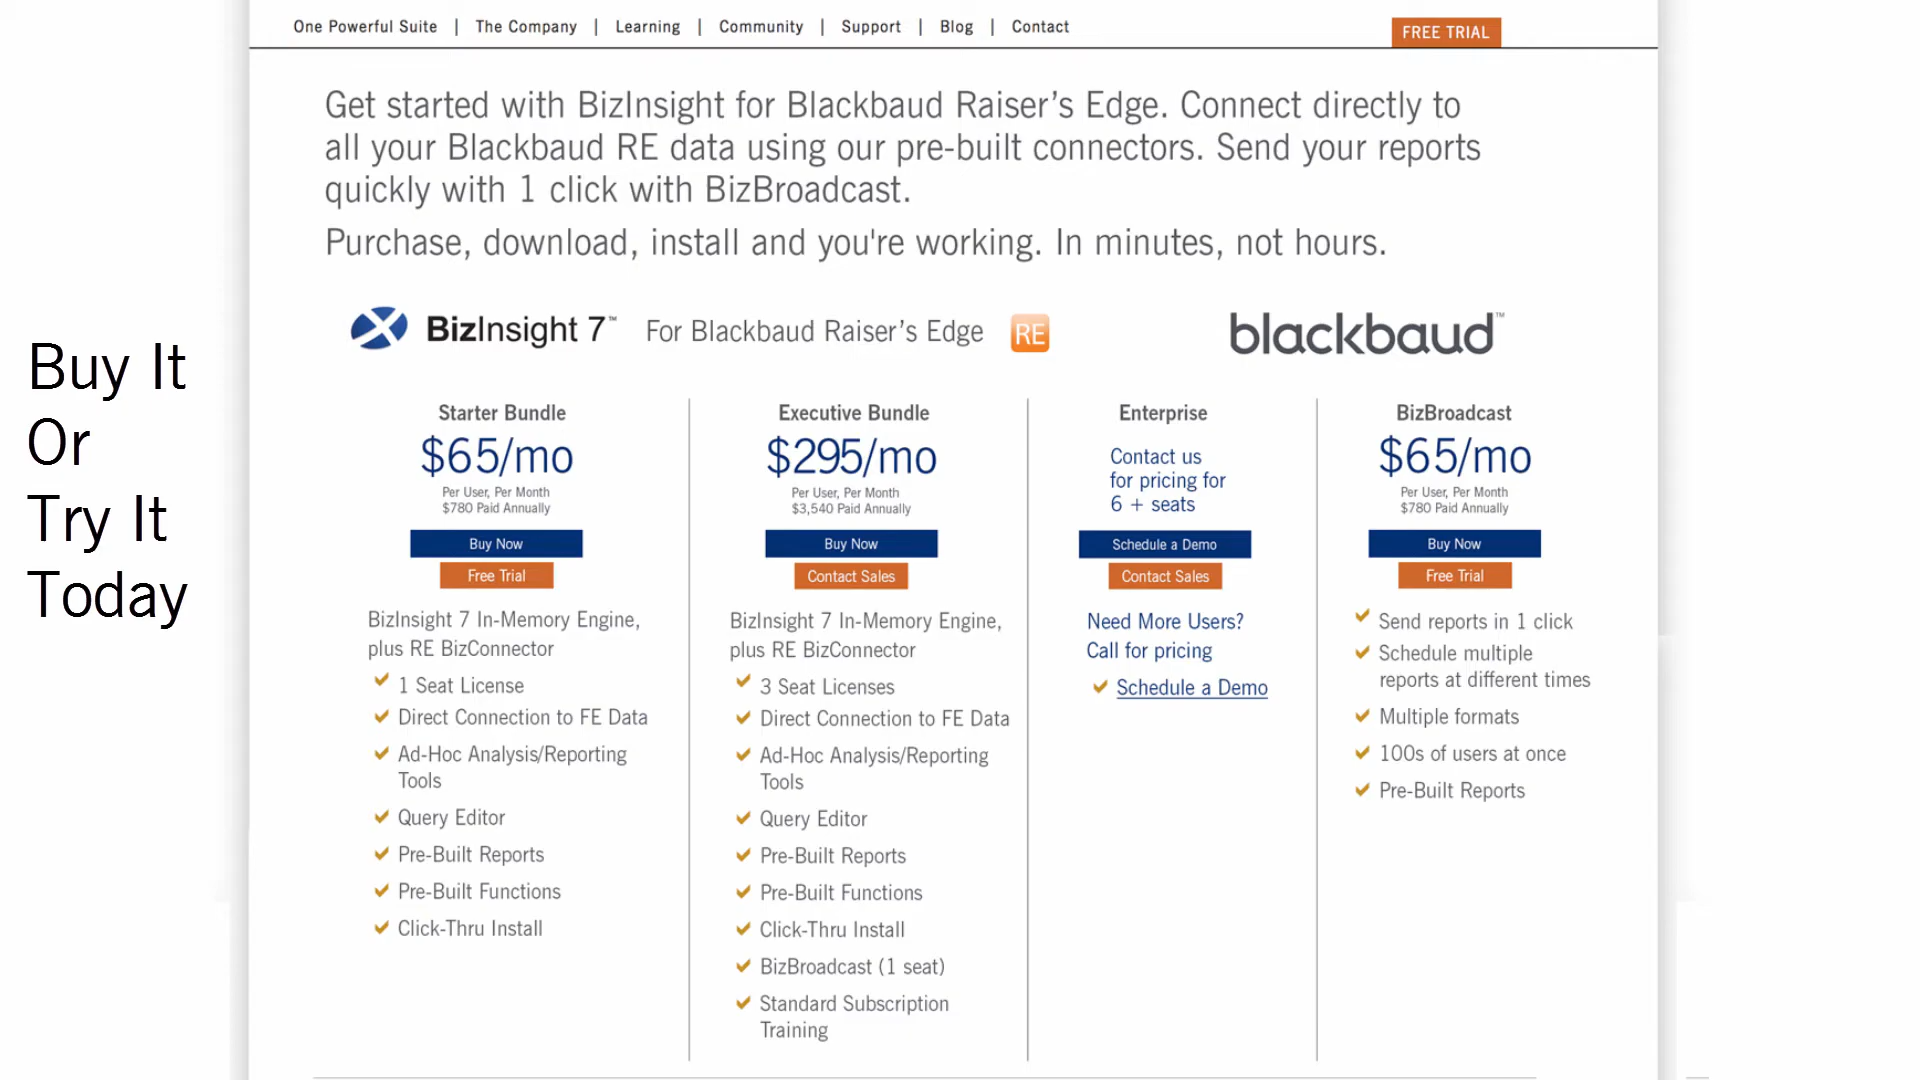 One Powerful Suite | The Company | Learning | Community | Support | Blog | Contact
FREE TRIAL
Get started with BizInsight for Blackbaud Raiser’s Edge. Connect directly to
all your Blackbaud RE data using our pre-built connectors. Send your reports
quickly with 1 click with BizBroadcast.
Purchase, download, install and you're working. In minutes, not hours.
Buy It
Or
Try It
Today
BizInsight 7™ For Blackbaud Raiser’s Edge RE
blackbaud™
Starter Bundle
$65/mo
Per User, Per Month
$780 Paid Annually
Buy Now
Free Trial
BizInsight 7 In-Memory Engine,
plus RE BizConnector
1 Seat License
Direct Connection to FE Data
Ad-Hoc Analysis/Reporting
Tools
Query Editor
Pre-Built Reports
Pre-Built Functions
Click-Thru Install
Executive Bundle
$295/mo
Per User, Per Month
$3,540 Paid Annually
Buy Now
Contact Sales
BizInsight 7 In-Memory Engine,
plus RE BizConnector
3 Seat Licenses
Direct Connection to FE Data
Ad-Hoc Analysis/Reporting
Tools
Query Editor
Pre-Built Reports
Pre-Built Functions
Click-Thru Install
BizBroadcast (1 seat)
Standard Subscription
Training
Enterprise
Contact us
for pricing for
6 + seats
Schedule a Demo
Contact Sales
Need More Users?
Call for pricing
Schedule a Demo
BizBroadcast
$65/mo
Per User, Per Month
$780 Paid Annually
Buy Now
Free Trial
Send reports in 1 click
Schedule multiple
reports at different times
Multiple formats
100s of users at once
Pre-Built Reports